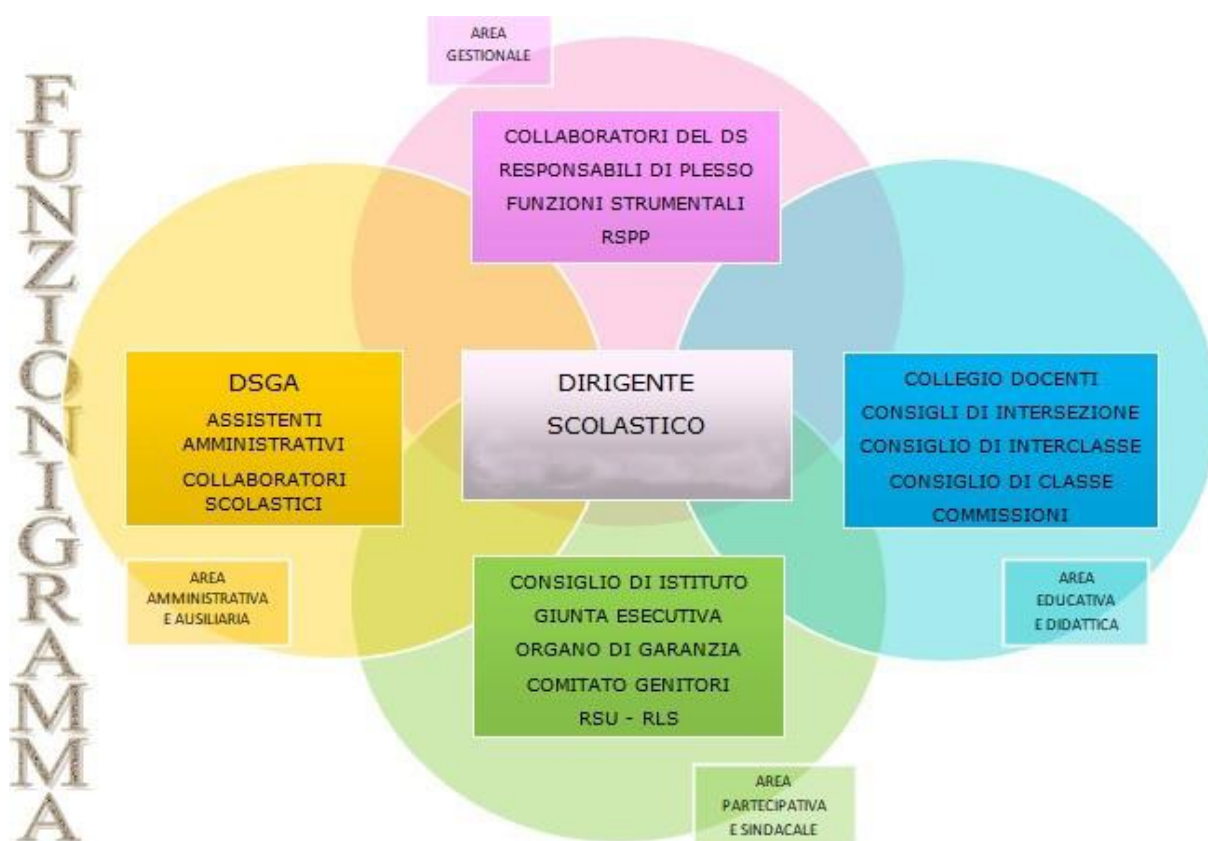 FUNZIONIGRAMMA
AREA
GESTIONALE
COLLABORATORI DEL DS
RESPONSABILI DI PLESSO
FUNZIONI STRUMENTALI
RSPP
DSGA
ASSISTENTI
AMMINISTRATIVI
COLLABORATORI
SCOLASTICI
DIRIGENTE
SCOLASTICO
COLLEGIO DOCENTI
CONSIGLI DI INTERSEZIONE
CONSIGLIO DI INTERCLASSE
CONSIGLIO DI CLASSE
COMMISSIONI
AREA
AMMINISTRATIVA
E AUSILIARIA
CONSIGLIO DI ISTITUTO
GIUNTA ESECUTIVA
ORGANO DI GARANZIA
COMITATO GENITORI
RSU - RLS
AREA
EDUCATIVA
E DIDATTICA
AREA
PARTECIPATIVA
E SINDACALE